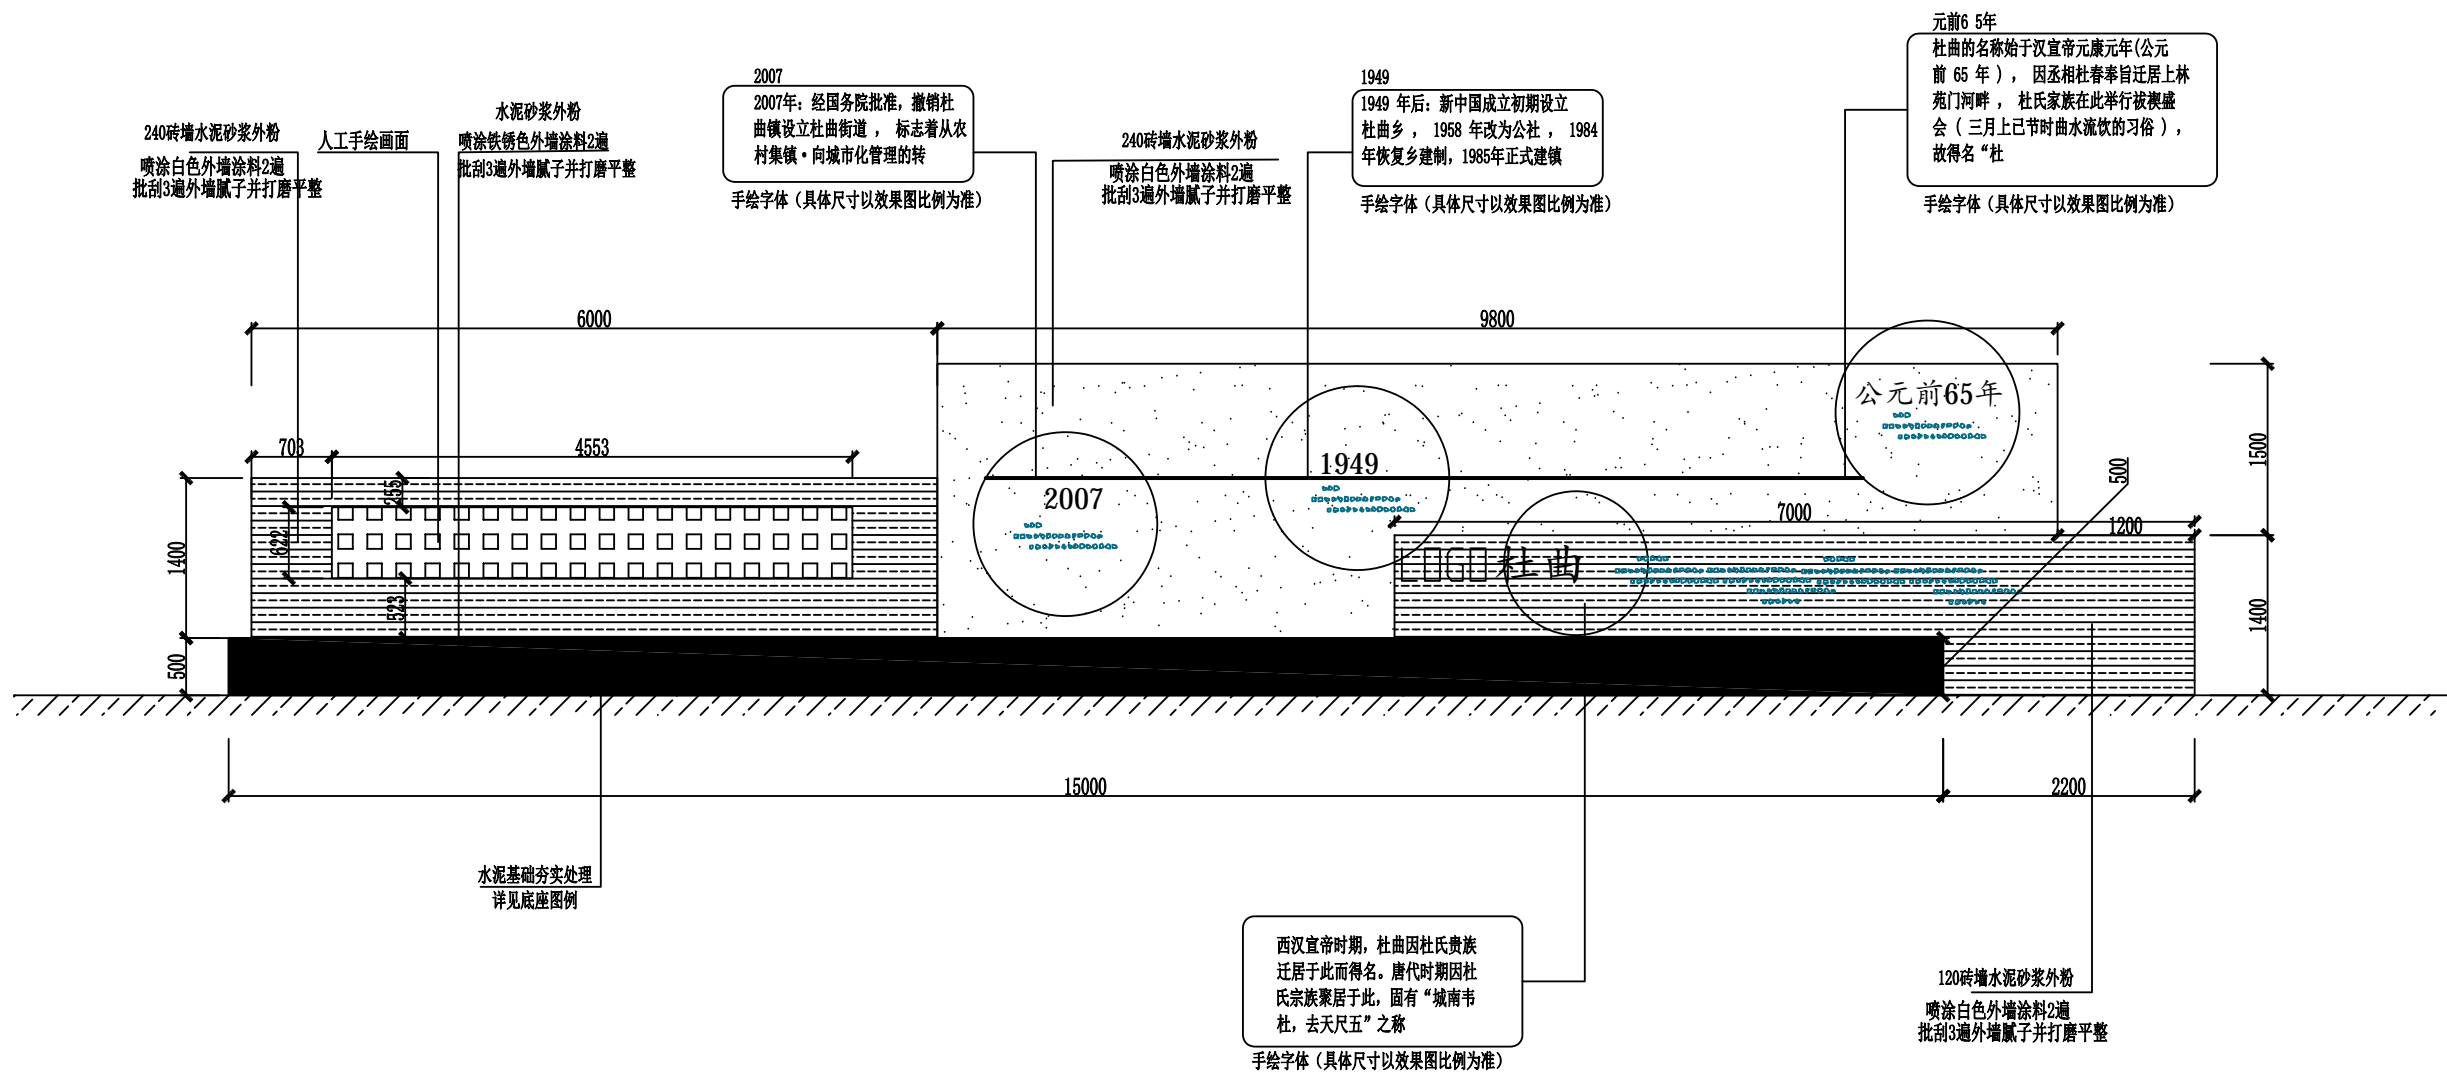 元前6 5年
杜曲的名称始于汉宣帝元康元年(公元
前 65 年 ) ， 因丞相杜春奉旨迁居上林
苑门河畔 ， 杜氏家族在此举行祓禊盛
会 ( 三月上巳节时曲水流饮的习俗 ) ，
故得名“杜
手绘字体（具体尺寸以效果图比例为准）
2007
2007年：经国务院批准，撤销杜
曲镇设立杜曲街道 ， 标志着从农
村集镇·向城市化管理的转
手绘字体（具体尺寸以效果图比例为准）
1949
1949 年后：新中国成立初期设立
杜曲乡 ， 1958 年改为公社 ， 1984
年恢复乡建制，1985年正式建镇
手绘字体（具体尺寸以效果图比例为准）
240砖墙水泥砂浆外粉
喷涂白色外墙涂料2遍
批刮3遍外墙腻子并打磨平整
人工手绘画面
水泥砂浆外粉
喷涂铁锈色外墙涂料2遍
批刮3遍外墙腻子并打磨平整
240砖墙水泥砂浆外粉
喷涂白色外墙涂料2遍
批刮3遍外墙腻子并打磨平整
6000
9800
公元前65年
703
4553
255
1949
2007
1500
500
7000
1200
622
1400
LOGO 杜曲
523
1400
500
15000
2200
水泥基础夯实处理
详见底座图例
西汉宣帝时期，杜曲因杜氏贵族
迁居于此而得名。唐代时期因杜
氏宗族聚居于此，固有“城南韦
杜，去天尺五”之称
手绘字体（具体尺寸以效果图比例为准）
120砖墙水泥砂浆外粉
喷涂白色外墙涂料2遍
批刮3遍外墙腻子并打磨平整